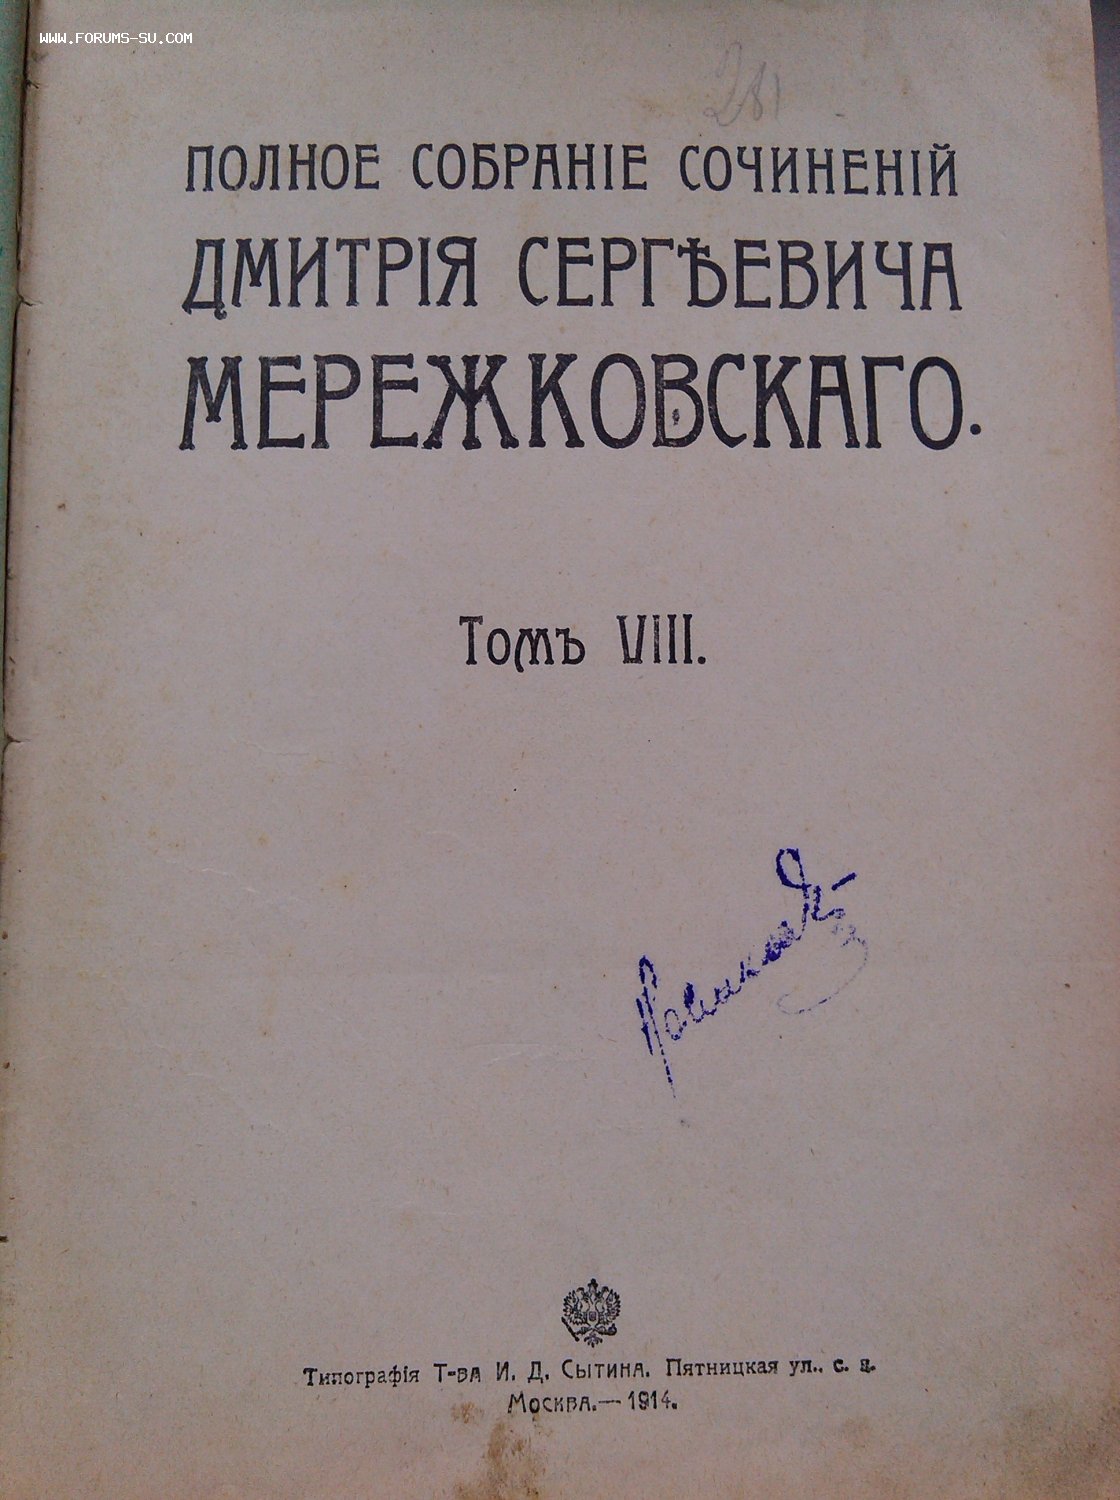 www.forums-su.com
281
ПОЛНОЕ СОБРАНІЕ СОЧИНЕНІЙ
ДМИТРІЯ СЕРГѢЕВИЧА
МЕРЕЖКОВСКАГО.
Томъ VIII.
Типографія Т-ва И. Д. Сытина. Пятницкая ул., с. д.
Москва.—1914.